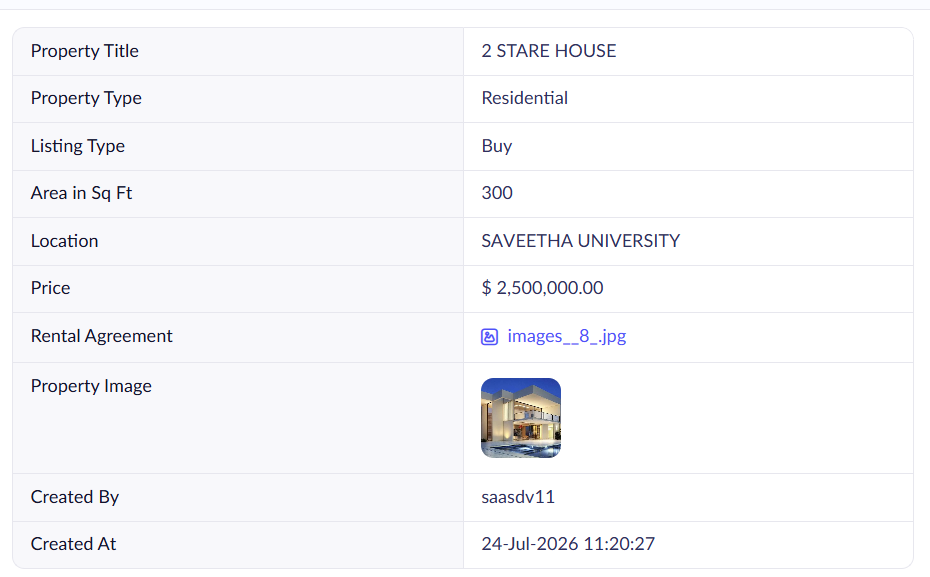 Property Title 2 STARE HOUSE
Property Type Residential
Listing Type Buy
Area in Sq Ft 300
Location SAVEETHA UNIVERSITY
Price $ 2,500,000.00
Rental Agreement images__8_.jpg
Property Image
Created By saasdv11
Created At 24-Jul-2026 11:20:27